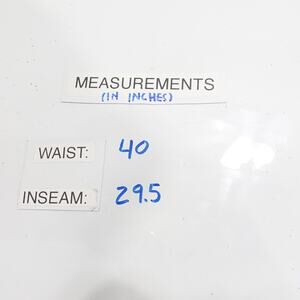 MEASUREMENTS
(IN INCHES)
WAIST: 40
INSEAM: 29.5